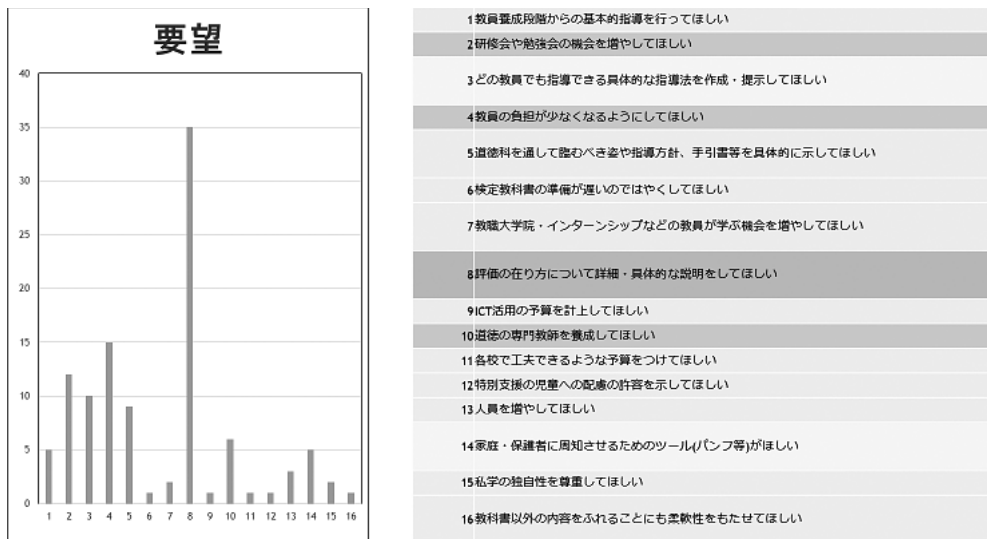 要望
40
35
30
25
20
15
10
5
0
1 2 3 4 5 6 7 8 9 10 11 12 13 14 15 16
1 教員養成段階からの基本的指導を行ってほしい
2 研修会や勉強会の機会を増やしてほしい
3 どの教員でも指導できる具体的な指導法を作成・提示してほしい
4 教員の負担が少なくなるようにしてほしい
5 道徳科を通して臨むべき姿や指導方針、手引書等を具体的に示してほしい
6 検定教科書の準備が遅いのではやくしてほしい
7 教職大学院・インターンシップなどの教員が学ぶ機会を増やしてほしい
8 評価の在り方について詳細・具体的な説明をしてほしい
9 ICT活用の予算を計上してほしい
10 道徳の専門教師を養成してほしい
11 各校で工夫できるような予算をつけてほしい
12 特別支援の児童への配慮の許容を示してほしい
13 人員を増やしてほしい
14 家庭・保護者に周知させるためのツール(パンフ等)がほしい
15 私学の独自性を尊重してほしい
16 教科書以外の内容をふれることにも柔軟性をもたせてほしい